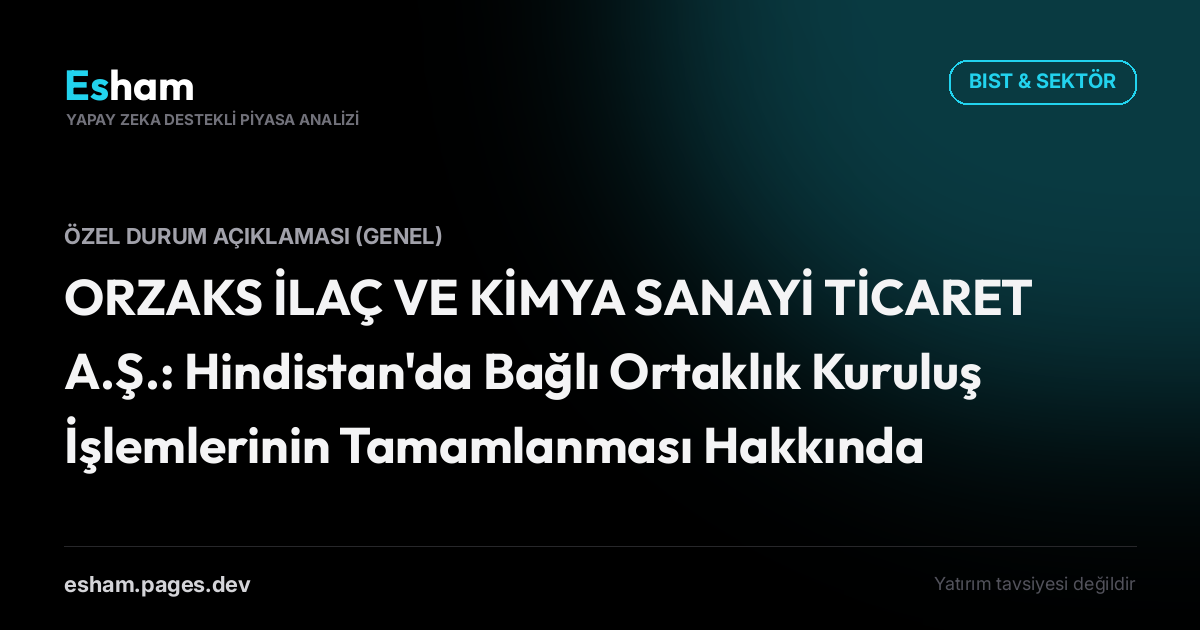 Esham
BIST & SEKTÖR
YAPAY ZEKA DESTEKLİ PİYASA ANALİZİ
ÖZEL DURUM AÇIKLAMASI (GENEL)
ORZAKS İLAÇ VE KİMYA SANAYİ TİCARET
A.Ş.: Hindistan'da Bağlı Ortaklık Kuruluş
İşlemlerinin Tamamlanması Hakkında
esham.pages.dev
Yatırım tavsiyesi değildir